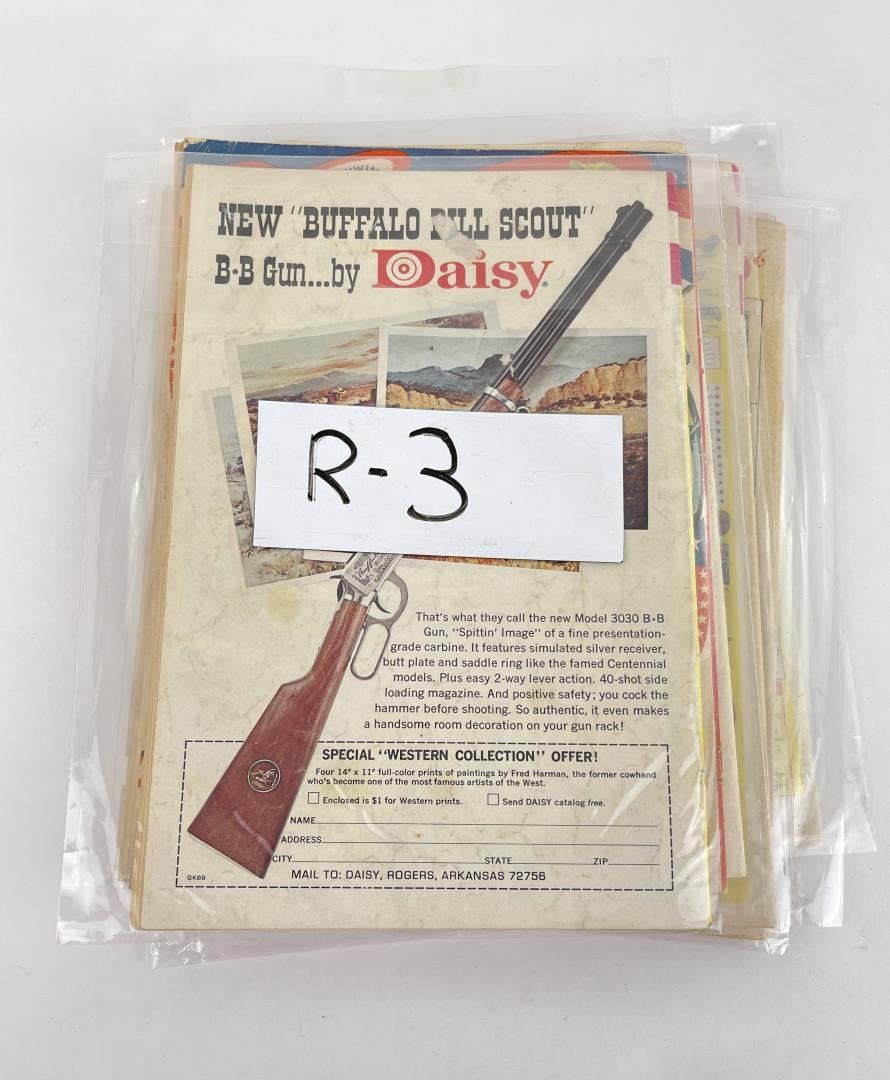 NEW "BUFFALO BILL SCOUT"
B•B Gun...by Daisy®
R-3
That's what they call the new Model 3030 B•B
Gun, "Spittin' Image" of a fine presentation-
grade carbine. It features simulated silver receiver,
butt plate and saddle ring like the famed Centennial
models. Plus easy 2-way lever action. 40-shot side
loading magazine. And positive safety; you cock the
hammer before shooting. So authentic, it even makes
a handsome room decoration on your gun rack!
SPECIAL "WESTERN COLLECTION" OFFER!
Four 14" x 11" full-color prints of paintings by Fred Harman, the former cowhand
who's become one of the most famous artists of the West.
Enclosed is $1 for Western prints. Send DAISY catalog free.
NAME
ADDRESS
CITY STATE ZIP
GK69 MAIL TO: DAISY, ROGERS, ARKANSAS 72756